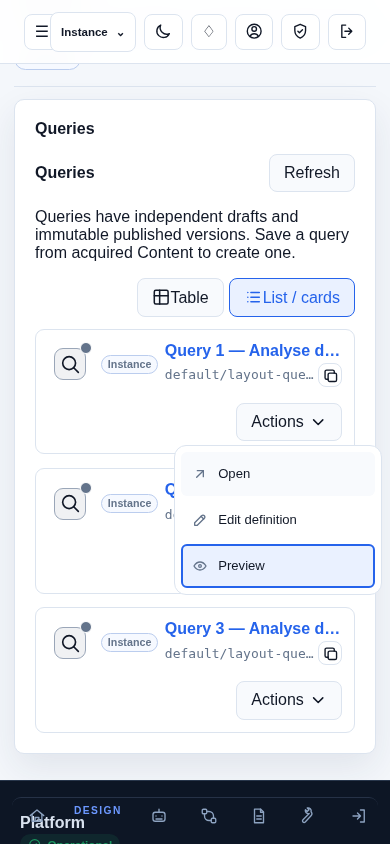 Instance
Queries
Queries
Refresh
Queries have independent drafts and
immutable published versions. Save a query
from acquired Content to create one.
Table
List / cards
Query 1 — Analyse d…
Instance
default/layout-que…
Actions
Instance
Open
Edit definition
Preview
Query 3 — Analyse d…
Instance
default/layout-que…
Actions
DESIGN
Platform
Operational